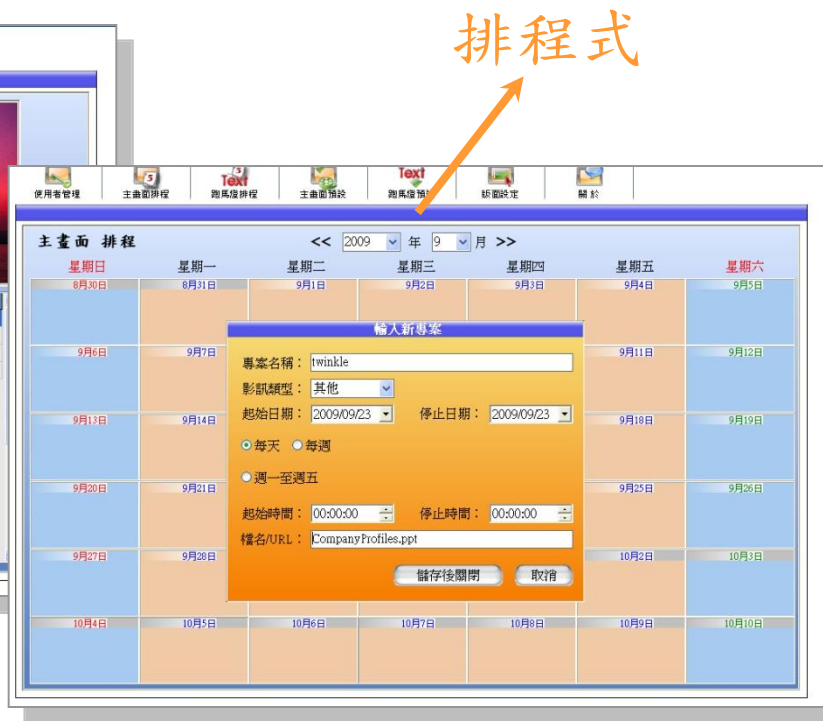 排程式
使用者管理 主畫面排程 跑馬燈排程 主畫面預設 跑馬燈預設 版面設定 關於
主畫面 排程 << 2009 年 9 月 >>
星期日 星期一 星期二 星期三 星期四 星期五 星期六
8月30日 8月31日 9月1日 9月2日 9月3日 9月4日 9月5日
輸入新專案
9月6日 9月7日 9月11日 9月12日
專案名稱： twinkle
影訊類型： 其他
起始日期： 2009/09/23 停止日期： 2009/09/23
9月13日 9月14日 9月18日 9月19日
每天 每週
週一至週五
9月20日 9月21日 9月25日 9月26日
起始時間： 00:00:00 停止時間： 00:00:00
檔名/URL： CompanyProfiles.ppt
9月27日 9月28日 10月2日 10月3日
儲存後關閉 取消
10月4日 10月5日 10月6日 10月7日 10月8日 10月9日 10月10日